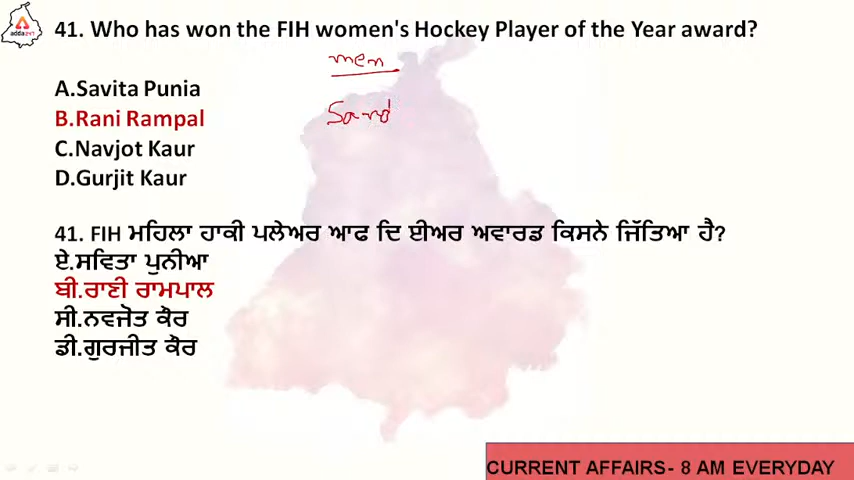 adda247
41. Who has won the FIH women's Hockey Player of the Year award?
men
A.Savita Punia
B.Rani Rampal
C.Navjot Kaur
D.Gurjit Kaur
41. FIH ਮਹਿਲਾ ਹਾਕੀ ਪਲੇਅਰ ਆਫ ਦਿ ਈਅਰ ਅਵਾਰਡ ਕਿਸਨੇ ਜਿੱਤਿਆ ਹੈ?
ਏ.ਸਵਿਤਾ ਪੁਨੀਆ
ਬੀ.ਰਾਣੀ ਰਾਮਪਾਲ
ਸੀ.ਨਵਜੋਤ ਕੌਰ
ਡੀ.ਗੁਰਜੀਤ ਕੌਰ
CURRENT AFFAIRS- 8 AM EVERYDAY